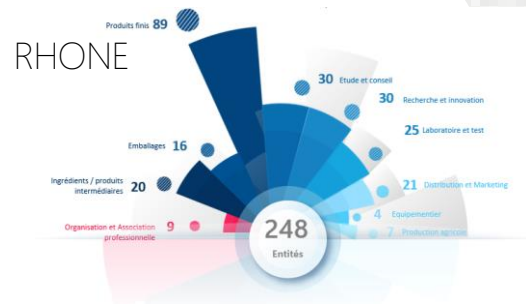 RHONE
Produits finis 89
Emballages 16
Ingrédients / produits
intermédiaires 20
Organisation et Association
professionnelle 9
30 Etude et conseil
30 Recherche et innovation
25 Laboratoire et test
21 Distribution et Marketing
4 Equipementier
7 Production agricole
248
Entités